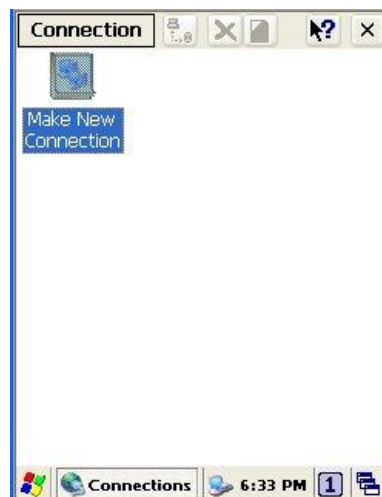 Connection
?
×
Make New
Connection
Connections
6:33 PM
1